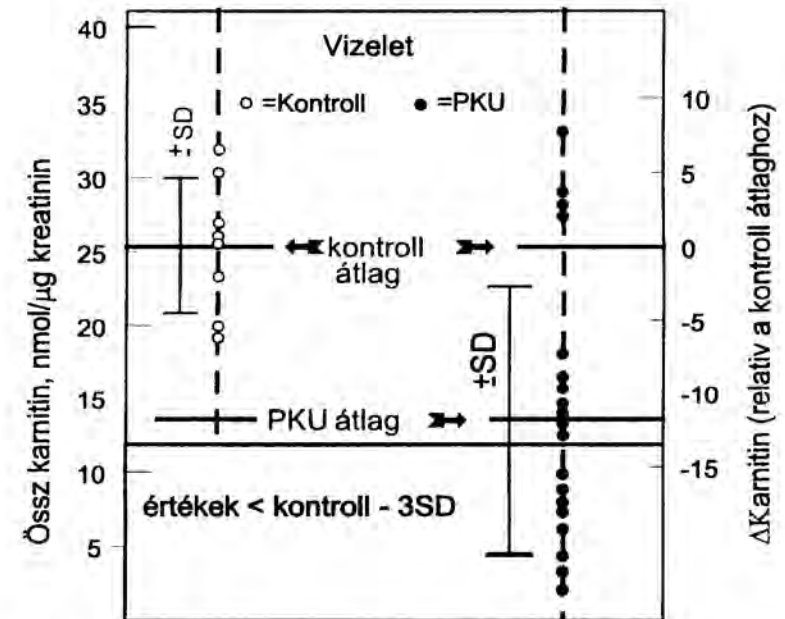 Össz karnitin, nmol/µg kreatinin
40
35
30
25
20
15
10
5
Vizelet
○ =Kontroll ● =PKU
±SD
kontroll
átlag
±SD
PKU átlag
értékek < kontroll - 3SD
10
5
0
-5
-10
-15
ΔKarnitin (relativ a kontroll átlaghoz)